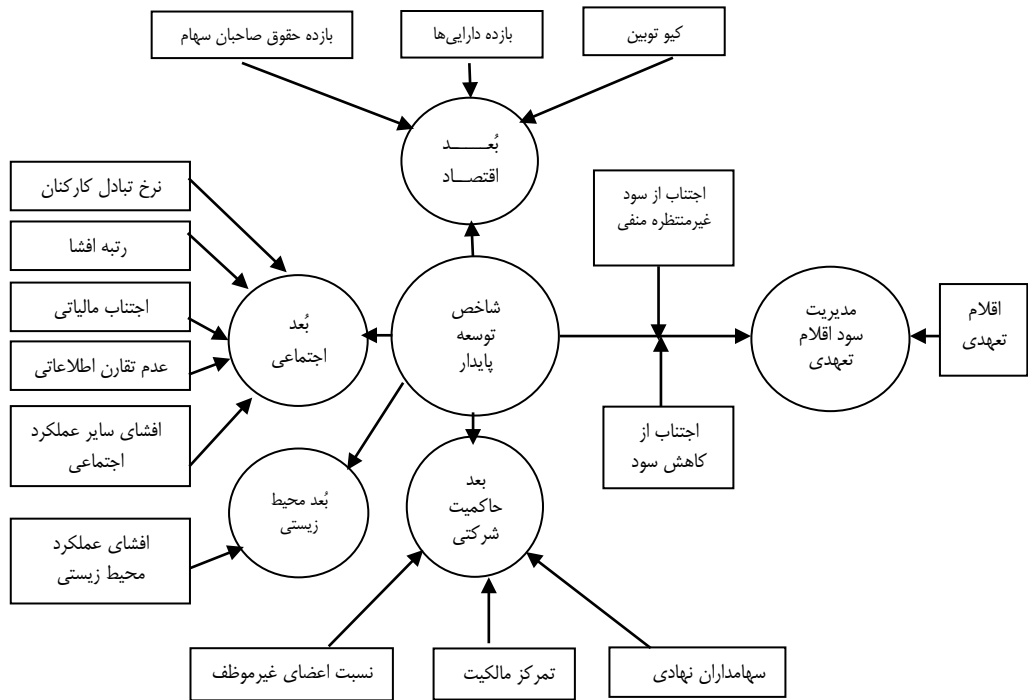 کیو توبین
بازده دارایی‌ها
بازده حقوق صاحبان سهام
بُعـــــــد
اقتصـــاد
نرخ تبادل کارکنان
رتبه افشا
اجتناب مالیاتی
عدم تقارن اطلاعاتی
افشای سایر عملکرد
اجتماعی
بُعد
اجتماعی
شاخص
توسعه
پایدار
اجتناب از سود
غیرمنتظره منفی
مدیریت
سود اقلام
تعهدی
اقلام
تعهدی
اجتناب از
کاهش سود
بعد
حاکمیت
شرکتی
بُعد محیط
زیستی
افشای عملکرد
محیط زیستی
سهامداران نهادی
تمرکز مالکیت
نسبت اعضای غیرموظف